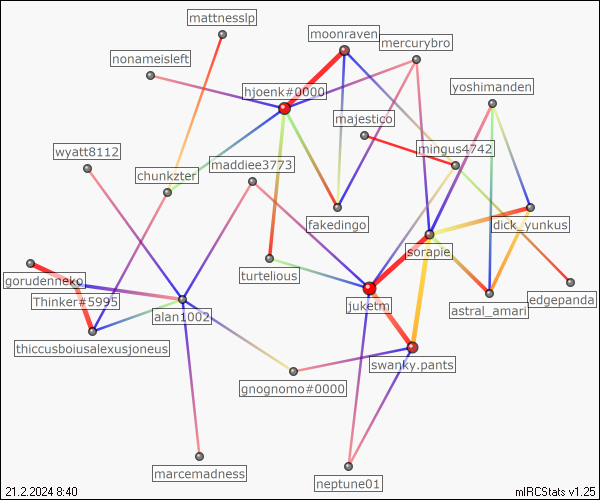 mattnesslp
moonraven
mercurybro
nonameisleft
hjoenk#0000
yoshimanden
majestico
mingus4742
wyatt8112
maddiee3773
chunkzter
fakedingo
dick_yunkus
sorapie
turtelious
gorudenneko
Thinker#5995
edgepanda
juketm
astral_amari
alan1002
thiccusboiusalexusjoneus
swanky.pants
gnognomo#0000
marcemadness
neptune01
21.2.2024 8:40
mIRCStats v1.25